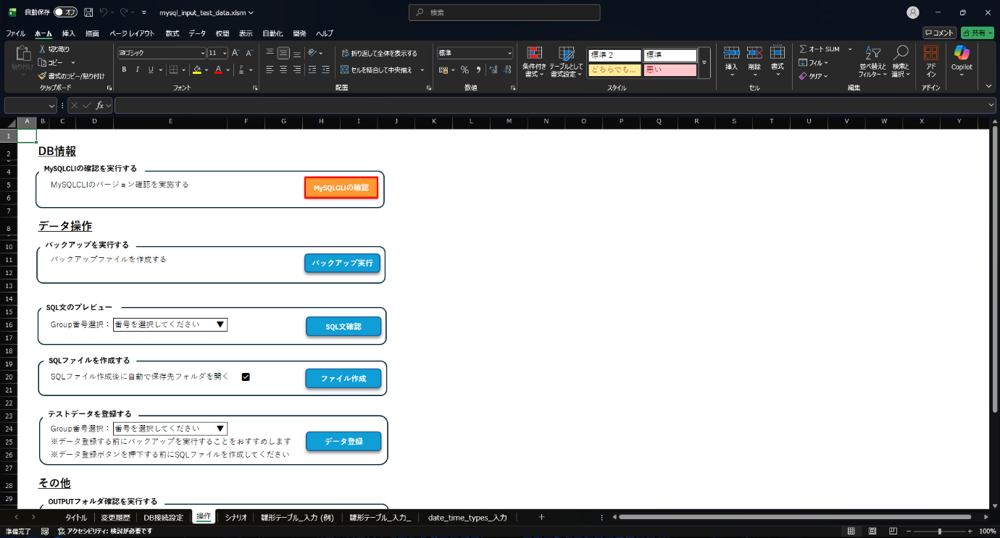 自動保存 オフ mysql_input_test_data.xlsm 検索
ファイル ホーム 挿入 描画 ページ レイアウト 数式 データ 校閲 表示 自動化 開発 ヘルプ コメント 共有
貼り付け 切り取り コピー 書式のコピー/貼り付け
クリップボード
游ゴシック 11
B I U
フォント
折り返して全体を表示する
セルを結合して中央揃え
配置
標準
数値
条件付き書式 テーブルとして書式設定
標準 2 標準
どちらでも... 悪い
スタイル
挿入 削除 書式
セル
オート SUM
フィル
クリア
並べ替えとフィルター 検索と選択
編集
アドイン
アドイン
Copilot
fx
A B C D E F G H I J K L M N O P Q R S T U V W X Y
1
2
4
5
6
7
8
10
11
12
13
14
15
16
17
18
19
20
21
22
23
24
25
26
27
28
29
DB情報
MySQLCLIの確認を実行する
MySQLCLIのバージョン確認を実施する
MySQLCLIの確認
データ操作
バックアップを実行する
バックアップファイルを作成する
バックアップ実行
SQL文のプレビュー
Group番号選択： 番号を選択してください ▼
SQL文確認
SQLファイルを作成する
SQLファイル作成後に自動で保存先フォルダを開く
ファイル作成
テストデータを登録する
Group番号選択： 番号を選択してください ▼
※データ登録する前にバックアップを実行することをおすすめします
※データ登録ボタンを押下する前にSQLファイルを作成してください
データ登録
その他
OUTPUTフォルダ確認を実行する
タイトル 変更履歴 DB接続設定 操作 シナリオ 雛形テーブル_入力 (例) 雛形テーブル_入力_ date_time_types_入力
準備完了 アクセシビリティ: 検討が必要です 100%